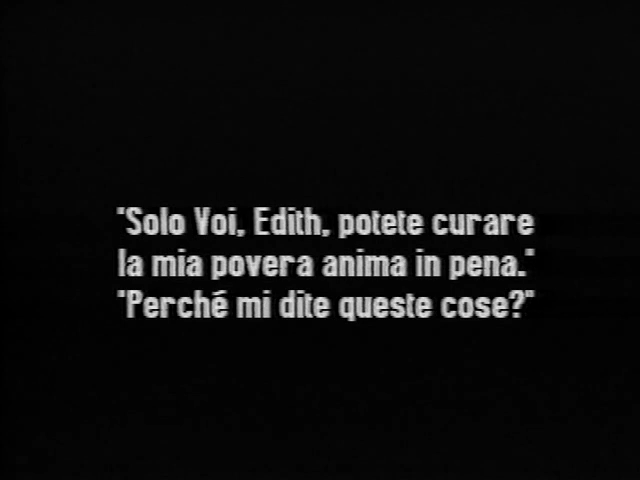 "Solo Voi, Edith, potete curare
la mia povera anima in pena."
"Perché mi dite queste cose?"